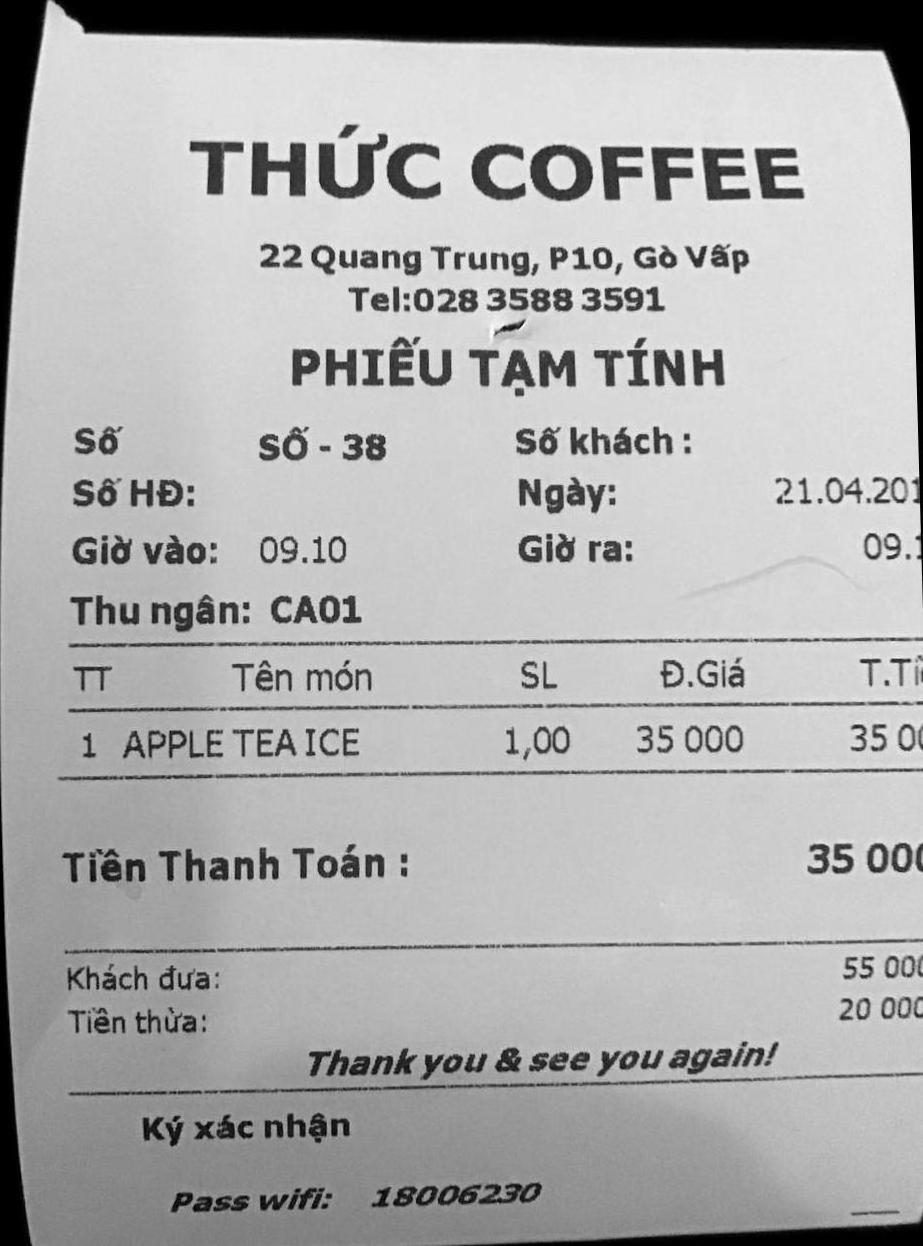 THỨC COFFEE
22 Quang Trung, P10, Gò Vấp
Tel:028 3588 3591
PHIẾU TẠM TÍNH
Số SỐ - 38 Số khách :
Số HĐ: Ngày: 21.04.201
Giờ vào: 09.10 Giờ ra: 09.1
Thu ngân: CA01
TT Tên món SL Đ.Giá T.Tiề
1 APPLE TEA ICE 1,00 35 000 35 00
Tiền Thanh Toán : 35 000
Khách đưa: 55 000
Tiền thừa: 20 000
Thank you & see you again!
Ký xác nhận
Pass wifi: 18006230